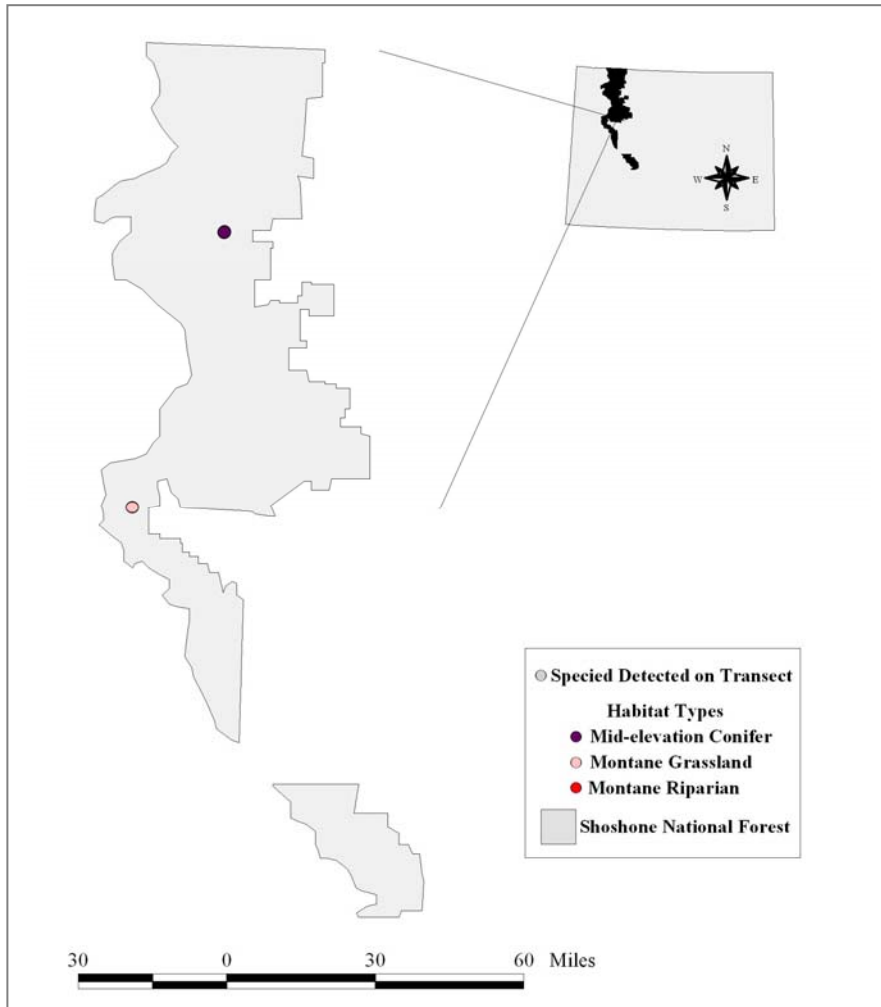 N
W E
S
Specied Detected on Transect
Habitat Types
Mid-elevation Conifer
Montane Grassland
Montane Riparian
Shoshone National Forest
30 0 30 60 Miles